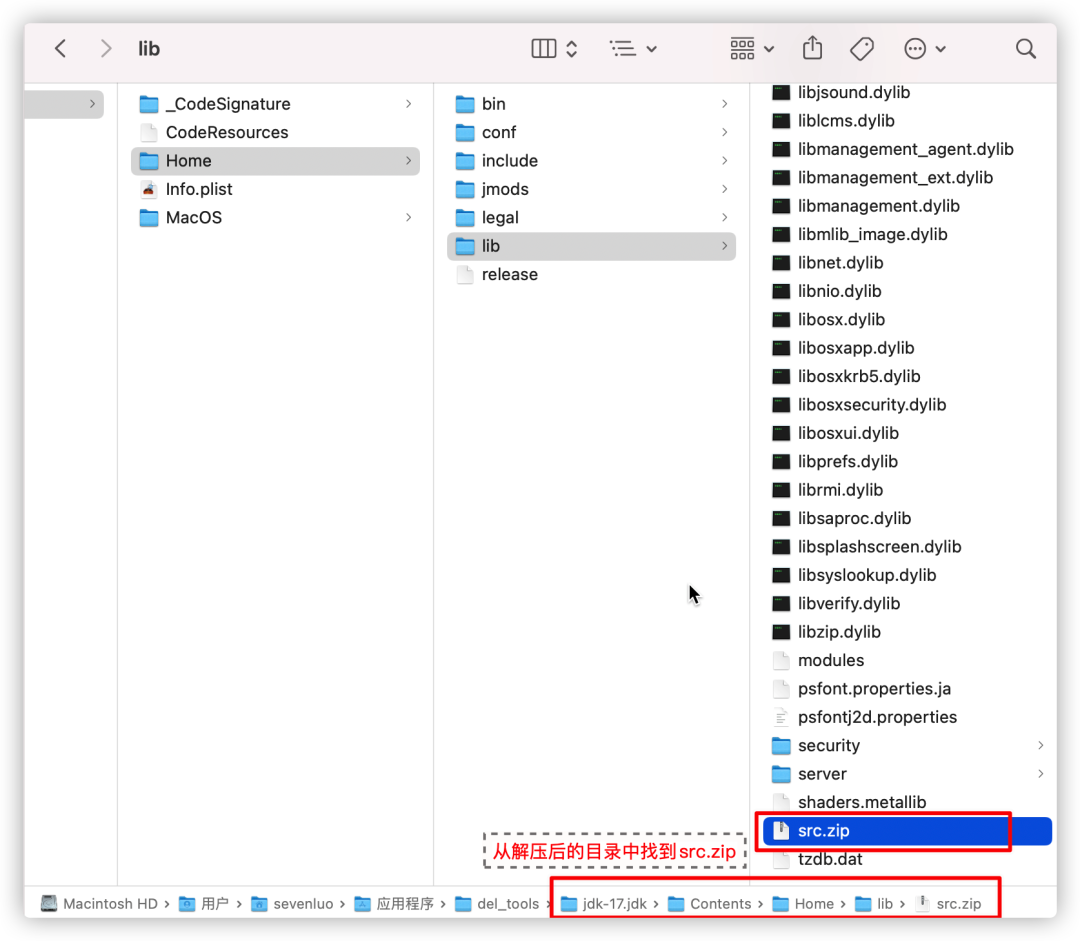 lib
_CodeSignature
CodeResources
Home
Info.plist
MacOS
bin
conf
include
jmods
legal
lib
release
libjsound.dylib
liblcms.dylib
libmanagement_agent.dylib
libmanagement_ext.dylib
libmanagement.dylib
libmlib_image.dylib
libnet.dylib
libnio.dylib
libosx.dylib
libosxapp.dylib
libosxkrb5.dylib
libosxsecurity.dylib
libosxui.dylib
libprefs.dylib
librmi.dylib
libsaproc.dylib
libsplashscreen.dylib
libsyslookup.dylib
libverify.dylib
libzip.dylib
modules
psfont.properties.ja
psfontj2d.properties
security
server
shaders.metallib
src.zip
tzdb.dat
从解压后的目录中找到src.zip
Macintosh HD › 用户 › sevenluo › 应用程序 › del_tools › jdk-17.jdk › Contents › Home › lib › src.zip